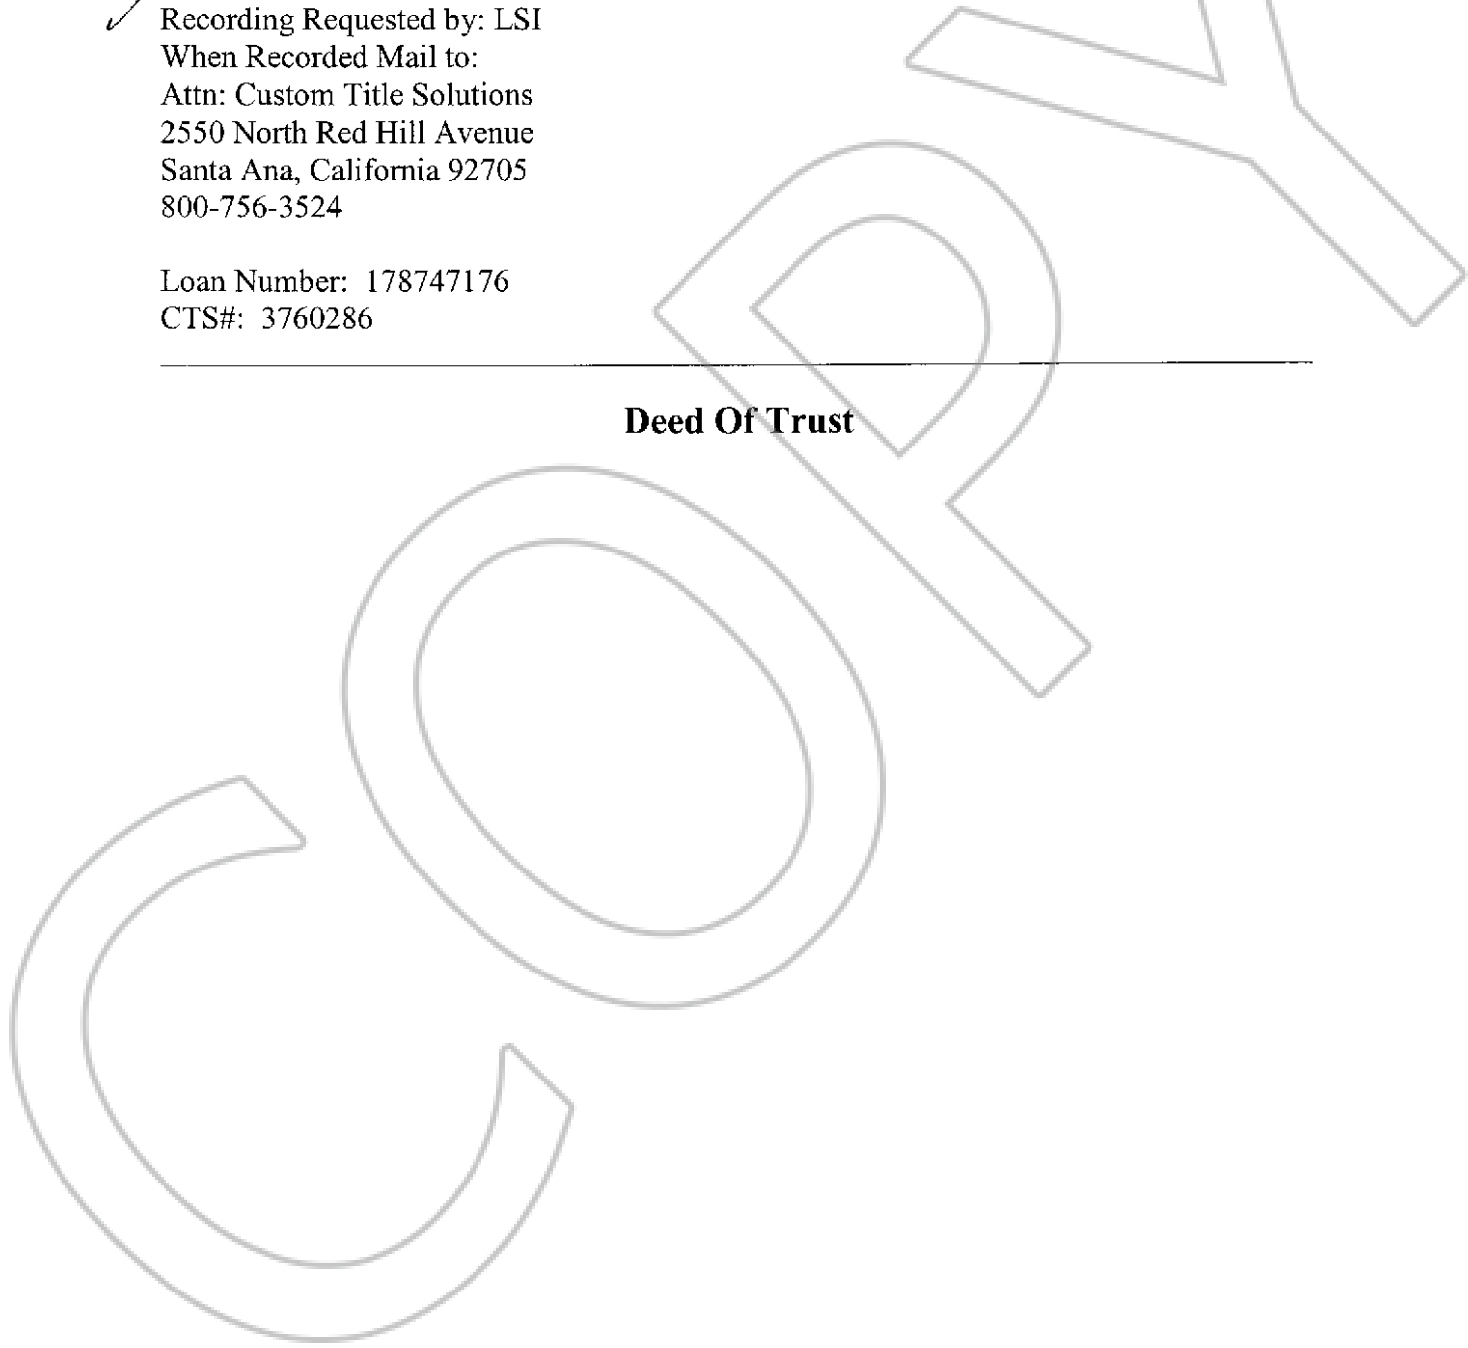 Recording Requested by: LSI
When Recorded Mail to:
Attn: Custom Title Solutions
2550 North Red Hill Avenue
Santa Ana, California 92705
800-756-3524
Loan Number: 178747176
CTS#: 3760286
Deed Of Trust
COPY